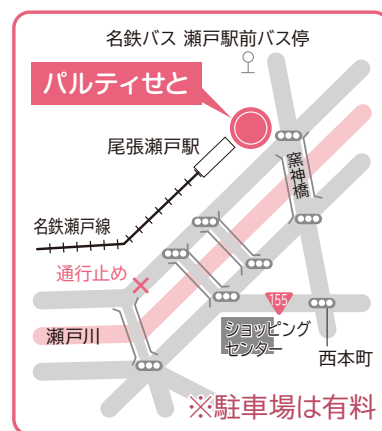 名鉄バス 瀬戸駅前バス停
パルティせと
尾張瀬戸駅
窯神橋
名鉄瀬戸線
通行止め
155
瀬戸川
ショッピング
センター
西本町
※駐車場は有料